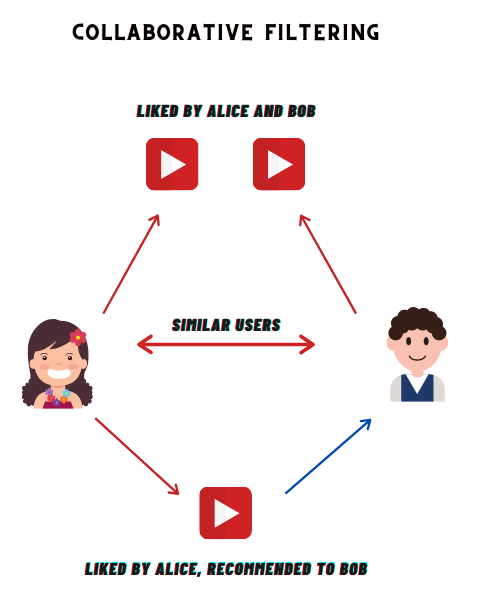 COLLABORATIVE FILTERING
LIKED BY ALICE AND BOB
SIMILAR USERS
LIKED BY ALICE, RECOMMENDED TO BOB